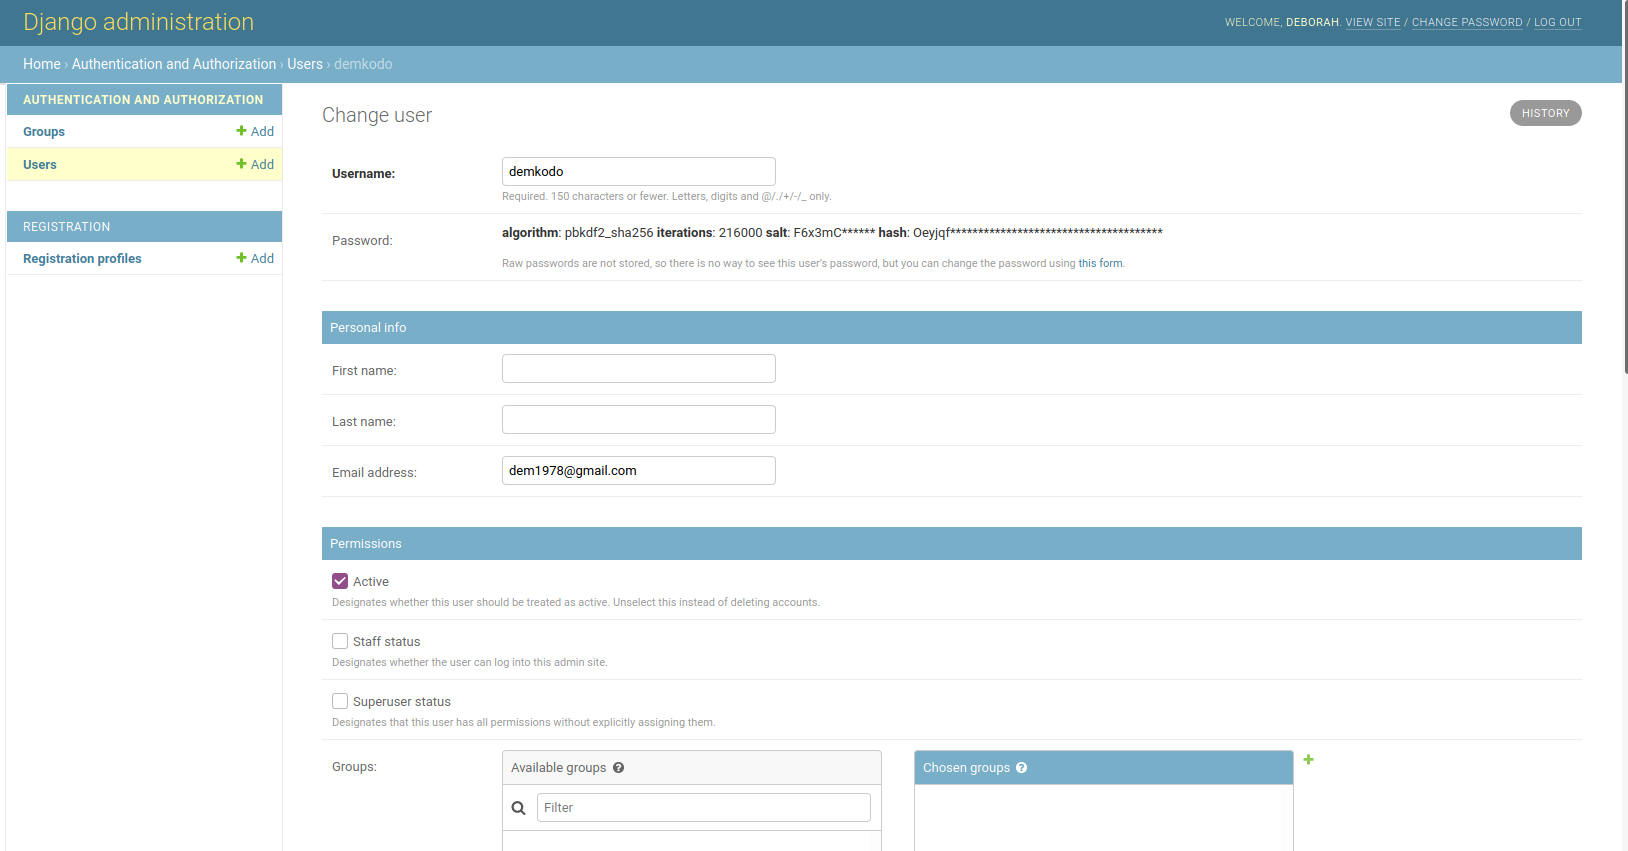 Django administration
WELCOME, DEBORAH. VIEW SITE / CHANGE PASSWORD / LOG OUT
Home › Authentication and Authorization › Users › demkodo
AUTHENTICATION AND AUTHORIZATION
Groups + Add
Users + Add
REGISTRATION
Registration profiles + Add
Change user
HISTORY
Username: demkodo
Required. 150 characters or fewer. Letters, digits and @/./+/-/_ only.
Password: algorithm: pbkdf2_sha256 iterations: 216000 salt: F6x3mC****** hash: Oeyjqf**************************************
Raw passwords are not stored, so there is no way to see this user's password, but you can change the password using this form.
Personal info
First name:
Last name:
Email address: dem1978@gmail.com
Permissions
Active
Designates whether this user should be treated as active. Unselect this instead of deleting accounts.
Staff status
Designates whether the user can log into this admin site.
Superuser status
Designates that this user has all permissions without explicitly assigning them.
Groups:
Available groups ?
Filter
Chosen groups ?
+